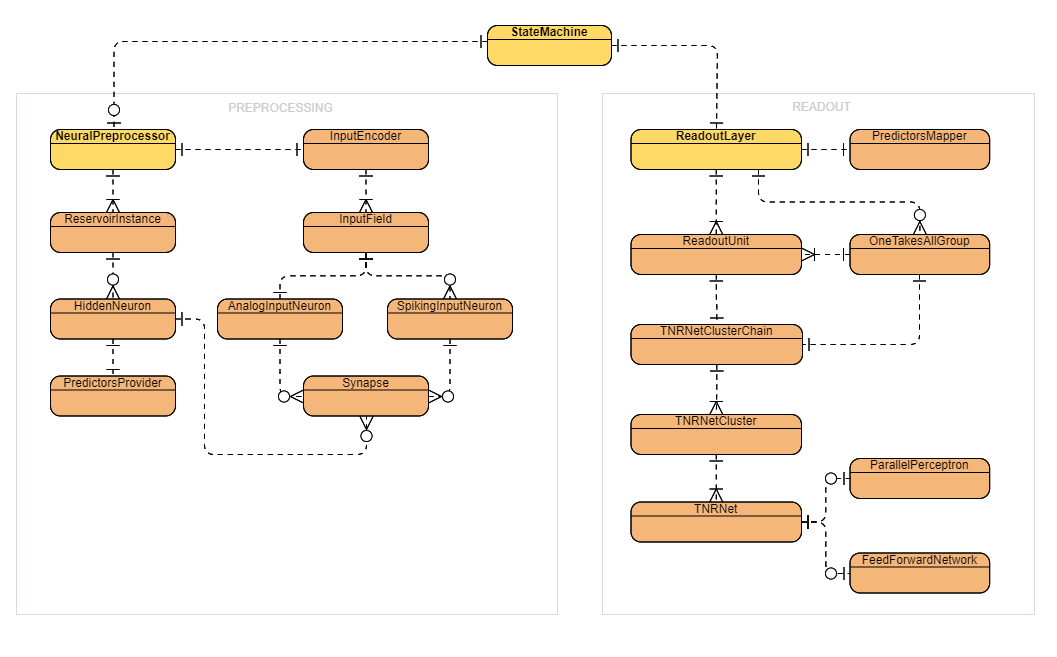 StateMachine
PREPROCESSING
READOUT
NeuralPreprocessor
InputEncoder
ReadoutLayer
PredictorsMapper
ReservoirInstance
InputField
ReadoutUnit
OneTakesAllGroup
HiddenNeuron
AnalogInputNeuron
SpikingInputNeuron
TNRNetClusterChain
PredictorsProvider
Synapse
TNRNetCluster
ParallelPerceptron
TNRNet
FeedForwardNetwork